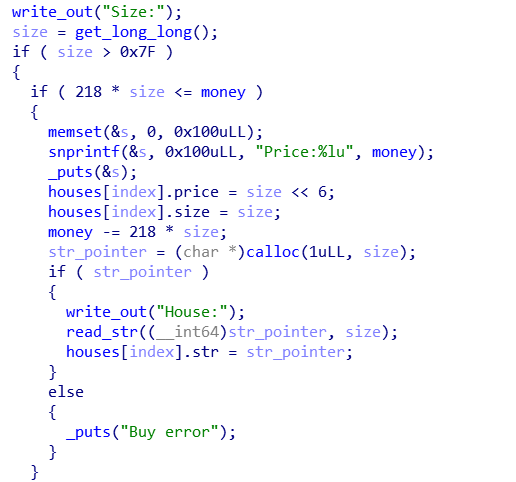 write_out("Size:");
size = get_long_long();
if ( size > 0x7F )
{
if ( 218 * size <= money )
{
memset(&s, 0, 0x100uLL);
snprintf(&s, 0x100uLL, "Price:%lu", money);
_puts(&s);
houses[index].price = size << 6;
houses[index].size = size;
money -= 218 * size;
str_pointer = (char *)calloc(1uLL, size);
if ( str_pointer )
{
write_out("House:");
read_str((__int64)str_pointer, size);
houses[index].str = str_pointer;
}
else
{
_puts("Buy error");
}
}